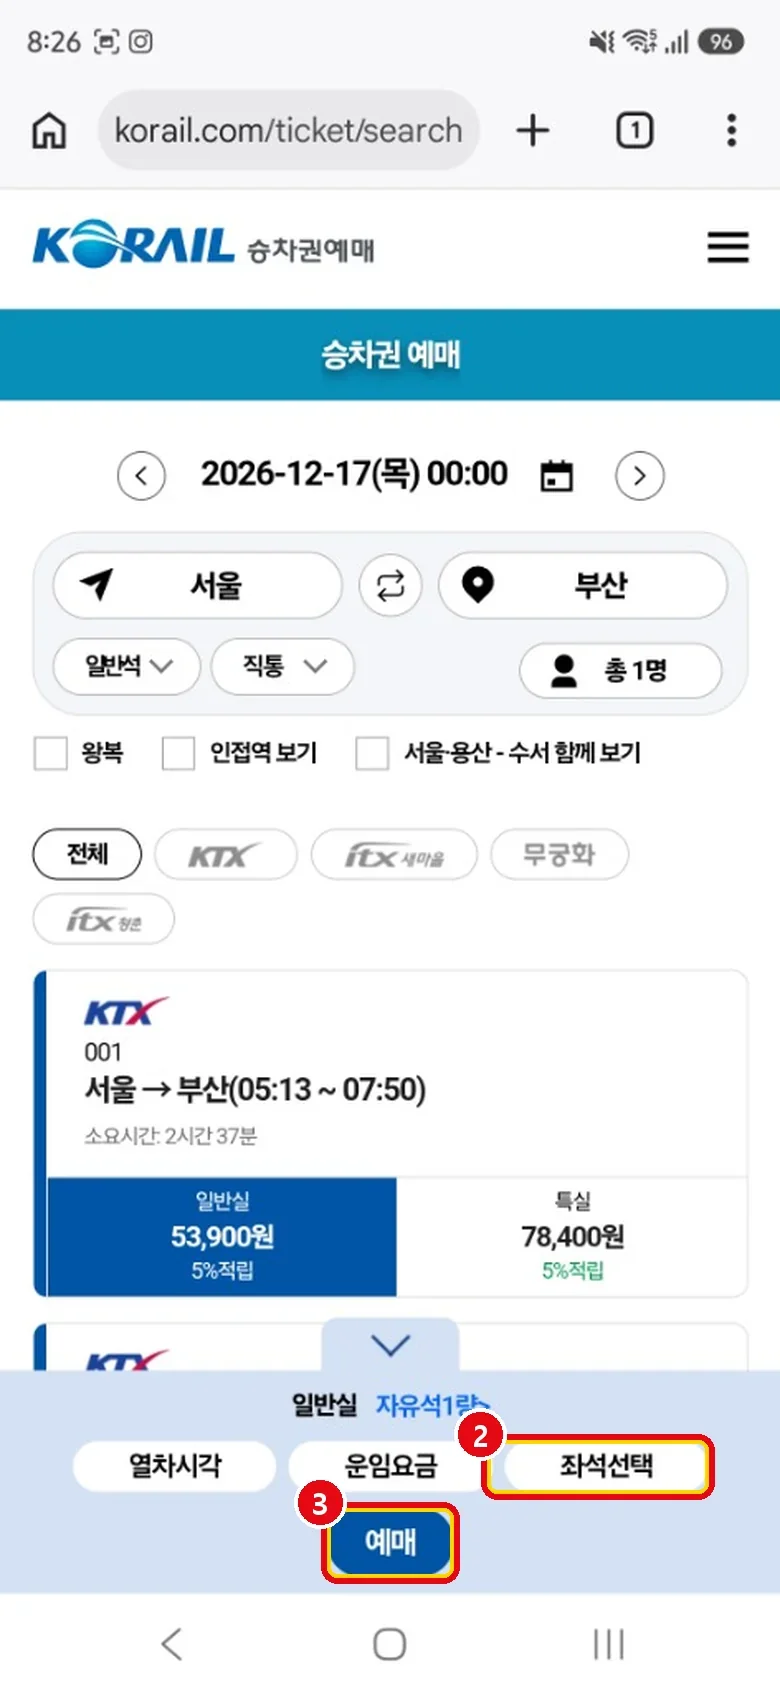 8:26 96
korail.com/ticket/search 1
KORAIL 승차권예매
승차권 예매
2026-12-17(목) 00:00
서울 부산
일반석 직통 총 1명
왕복 인접역 보기 서울·용산 - 수서 함께 보기
전체 KTX itx 새마을 무궁화
itx 청춘
KTX
001
서울 → 부산(05:13 ~ 07:50)
소요시간: 2시간 37분
일반실 특실
53,900원 78,400원
5%적립 5%적립
KTX
일반실 자유석1량>
2
열차시각 운임요금 좌석선택
3
예매